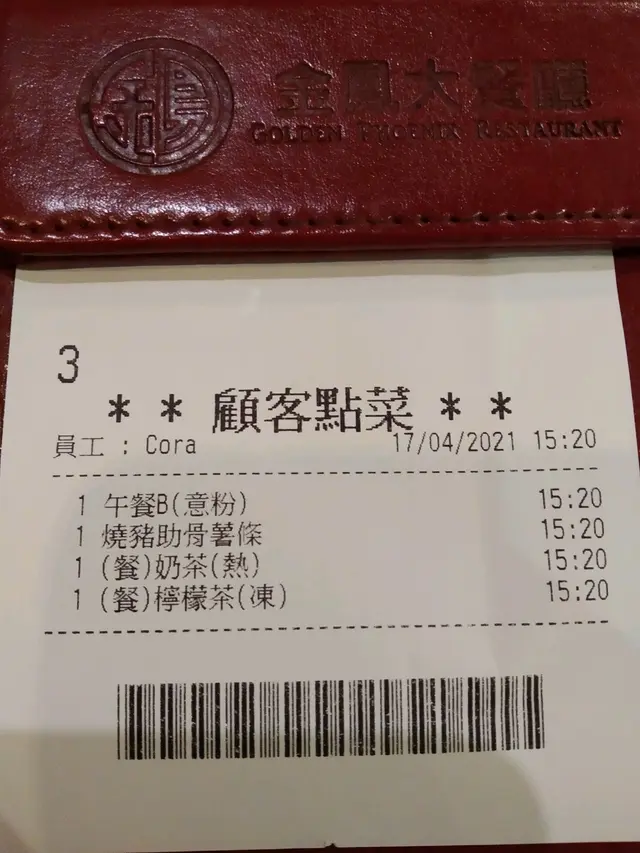 金鳳大餐廳
GOLDEN PHOENIX RESTAURANT
3
** 顧客點菜 **
員工 : Cora 17/04/2021 15:20
1 午餐B(意粉) 15:20
1 燒豬助骨薯條 15:20
1 (餐)奶茶(熱) 15:20
1 (餐)檸檬茶(凍) 15:20